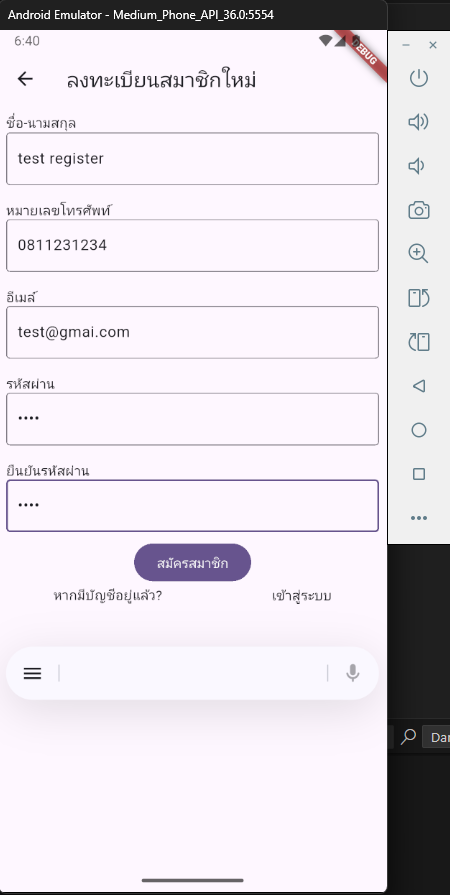 Android Emulator - Medium_Phone_API_36.0:5554
6:40
ลงทะเบียนสมาชิกใหม่
ชื่อ-นามสกุล
test register
หมายเลขโทรศัพท์
0811231234
อีเมล์
test@gmai.com
รหัสผ่าน
••••
ยืนยันรหัสผ่าน
••••
สมัครสมาชิก
หากมีบัญชีอยู่แล้ว? เข้าสู่ระบบ